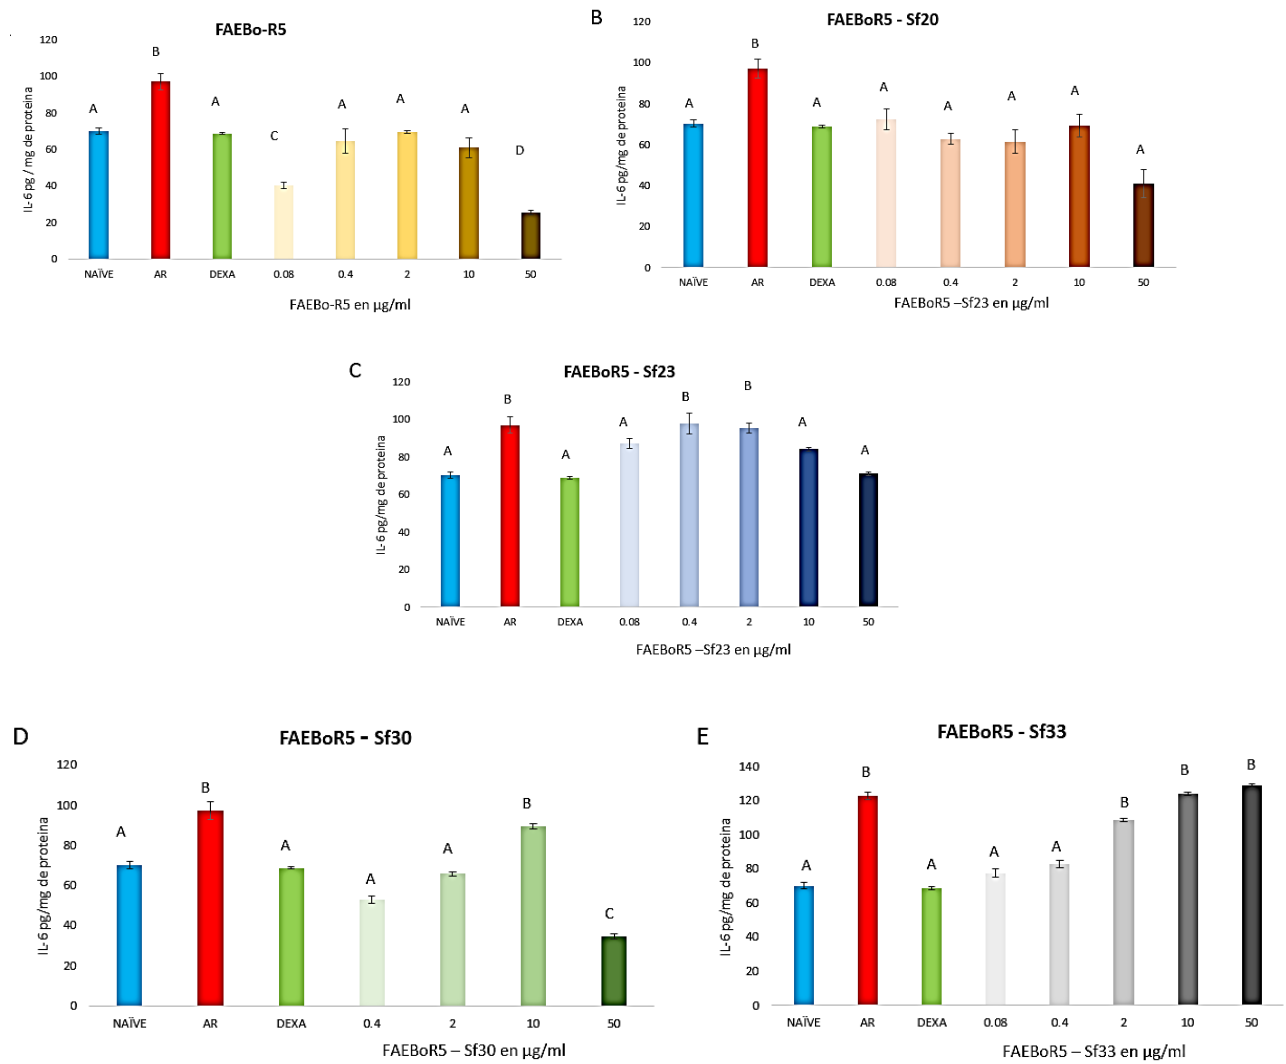 FAEBo-R5
120
100
80
60
40
20
0
IL-6 pg / mg de proteina
A
B
A
C
A
A
A
D
NAÏVE AR DEXA 0.08 0.4 2 10 50
FAEBo-R5 en µg/ml
B
FAEBoR5 - Sf20
120
100
80
60
40
20
0
IL-6 pg/mg de proteina
A
B
A
A
A
A
A
A
NAÏVE AR DEXA 0.08 0.4 2 10 50
FAEBoR5 –Sf23 en µg/ml
C
FAEBoR5 - Sf23
120
100
80
60
40
20
0
IL-6 pg/mg de proteina
A
B
A
A
B
B
A
A
NAÏVE AR DEXA 0.08 0.4 2 10 50
FAEBoR5 –Sf23 en µg/ml
D
FAEBoR5 – Sf30
120
100
80
60
40
20
0
IL-6 pg/mg de proteina
A
B
A
A
A
B
C
NAÏVE AR DEXA 0.4 2 10 50
FAEBoR5 – Sf30 en µg/ml
E
FAEBoR5 - Sf33
140
120
100
80
60
40
20
0
IL-6 pg/mg de proteina
A
B
A
A
A
B
B
B
NAÏVE AR DEXA 0.08 0.4 2 10 50
FAEBoR5 – Sf33 en µg/ml